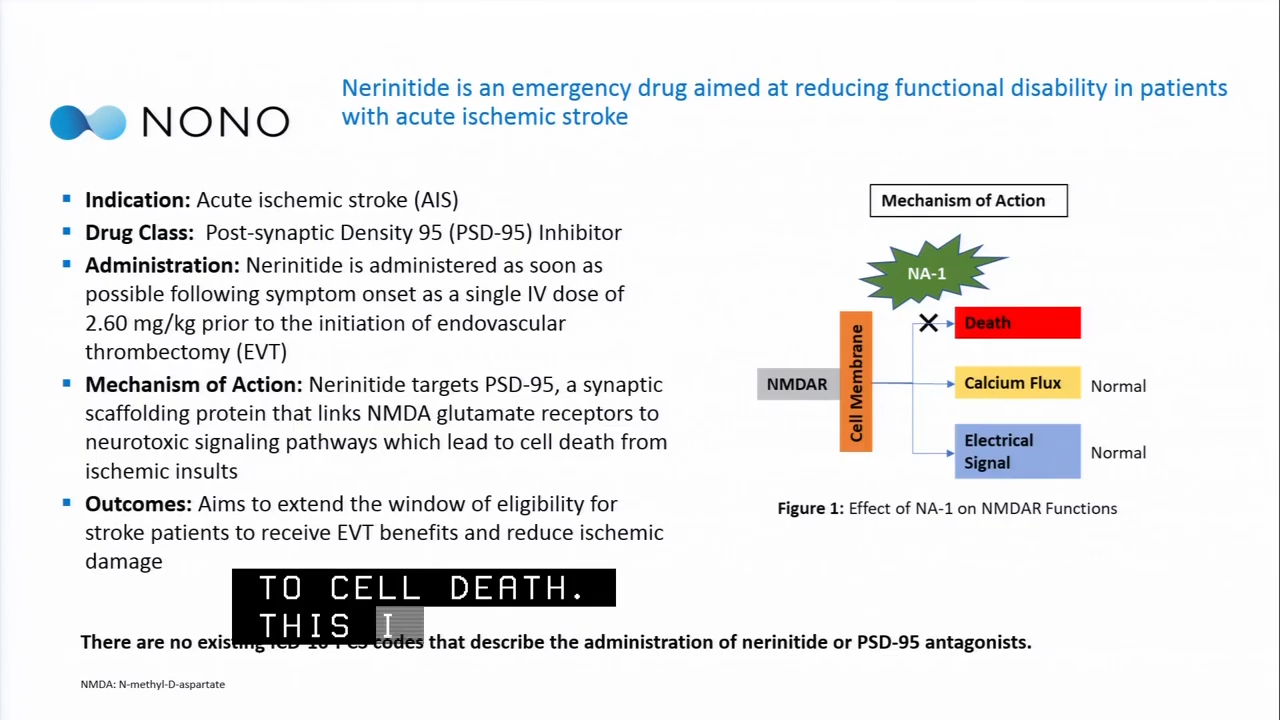 Nerinitide is an emergency drug aimed at reducing functional disability in patients
with acute ischemic stroke
NONO
Indication: Acute ischemic stroke (AIS)
Drug Class: Post-synaptic Density 95 (PSD-95) Inhibitor
Administration: Nerinitide is administered as soon as
possible following symptom onset as a single IV dose of
2.60 mg/kg prior to the initiation of endovascular
thrombectomy (EVT)
Mechanism of Action: Nerinitide targets PSD-95, a synaptic
scaffolding protein that links NMDA glutamate receptors to
neurotoxic signaling pathways which lead to cell death from
ischemic insults
Outcomes: Aims to extend the window of eligibility for
stroke patients to receive EVT benefits and reduce ischemic
damage
Mechanism of Action
NA-1
Death
Cell Membrane
NMDAR
Calcium Flux
Normal
Electrical
Signal
Normal
Figure 1: Effect of NA-1 on NMDAR Functions
TO CELL DEATH.
THIS I
There are no codes that describe the administration of nerinitide or PSD-95 antagonists.
NMDA: N-methyl-D-aspartate